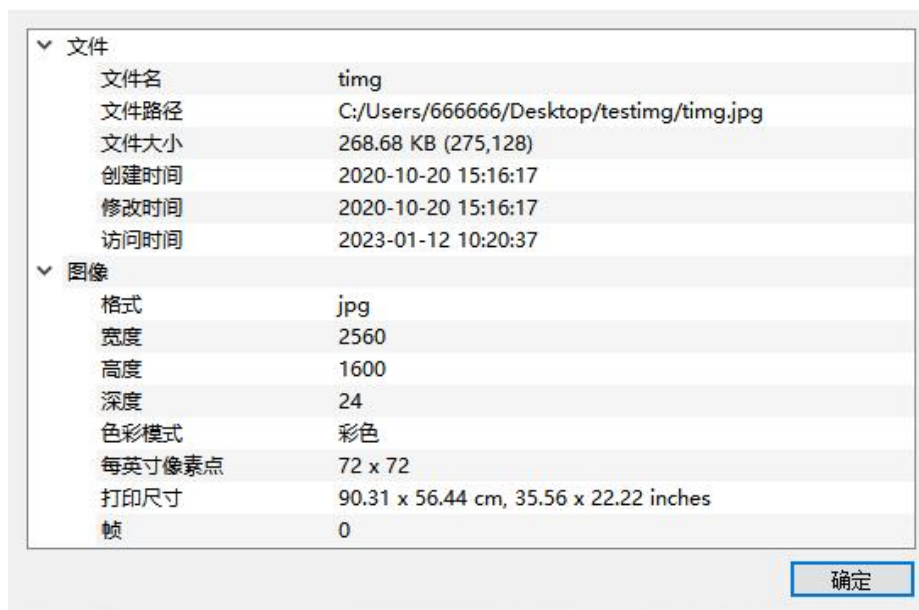 文件
文件名 timg
文件路径 C:/Users/666666/Desktop/testimg/timg.jpg
文件大小 268.68 KB (275,128)
创建时间 2020-10-20 15:16:17
修改时间 2020-10-20 15:16:17
访问时间 2023-01-12 10:20:37
图像
格式 jpg
宽度 2560
高度 1600
深度 24
色彩模式 彩色
每英寸像素点 72 x 72
打印尺寸 90.31 x 56.44 cm, 35.56 x 22.22 inches
帧 0
确定